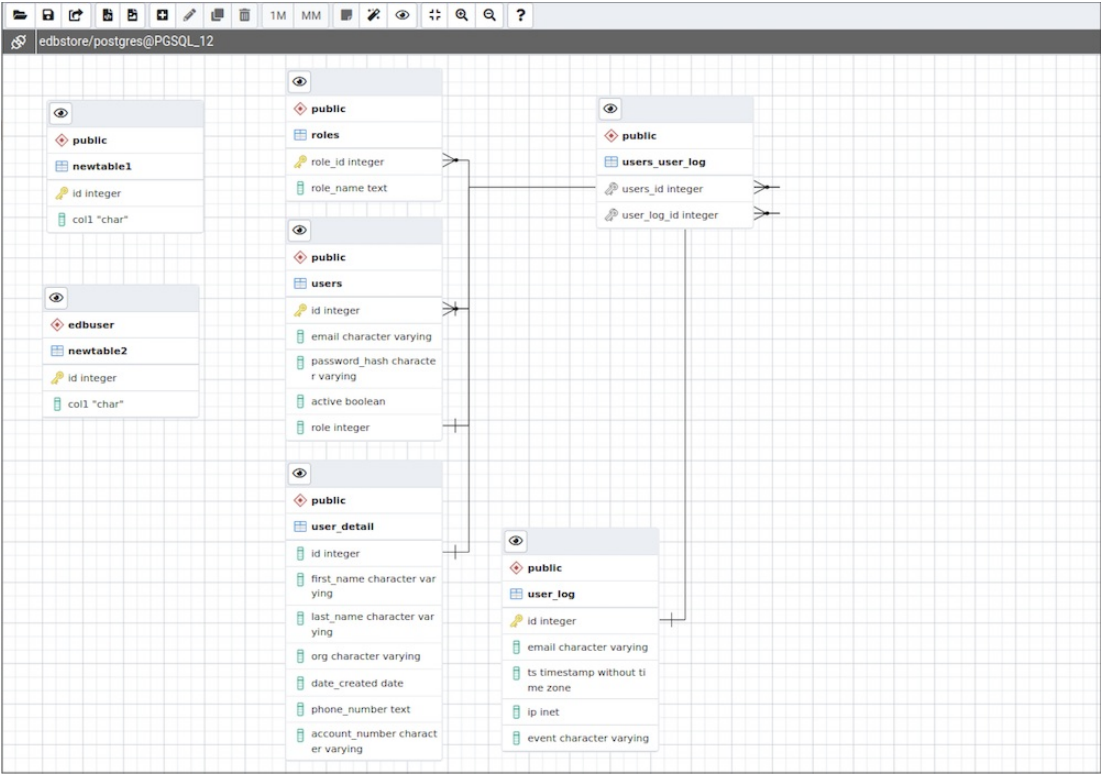 1M MM ?
edbstore/postgres@PGSQL_12
public
newtable1
id integer
col1 "char"
edbuser
newtable2
id integer
col1 "char"
public
roles
role_id integer
role_name text
public
users
id integer
email character varying
password_hash characte
r varying
active boolean
role integer
public
user_detail
id integer
first_name character var
ying
last_name character var
ying
org character varying
date_created date
phone_number text
account_number charact
er varying
public
users_user_log
users_id integer
user_log_id integer
public
user_log
id integer
email character varying
ts timestamp without ti
me zone
ip inet
event character varying